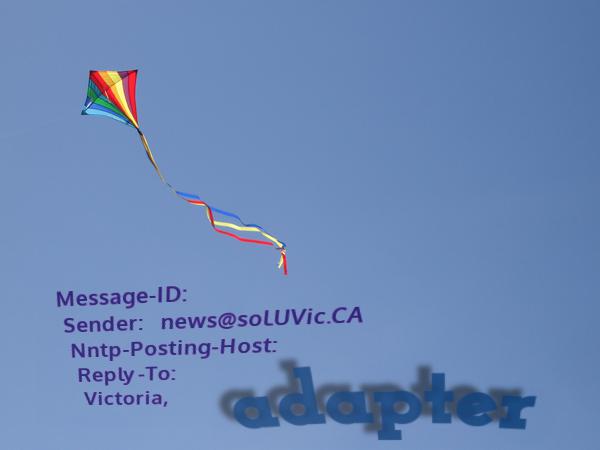 Message-ID:
Sender: news@soLUVic.CA
Nntp-Posting-Host:
Reply-To:
Victoria,
adapter